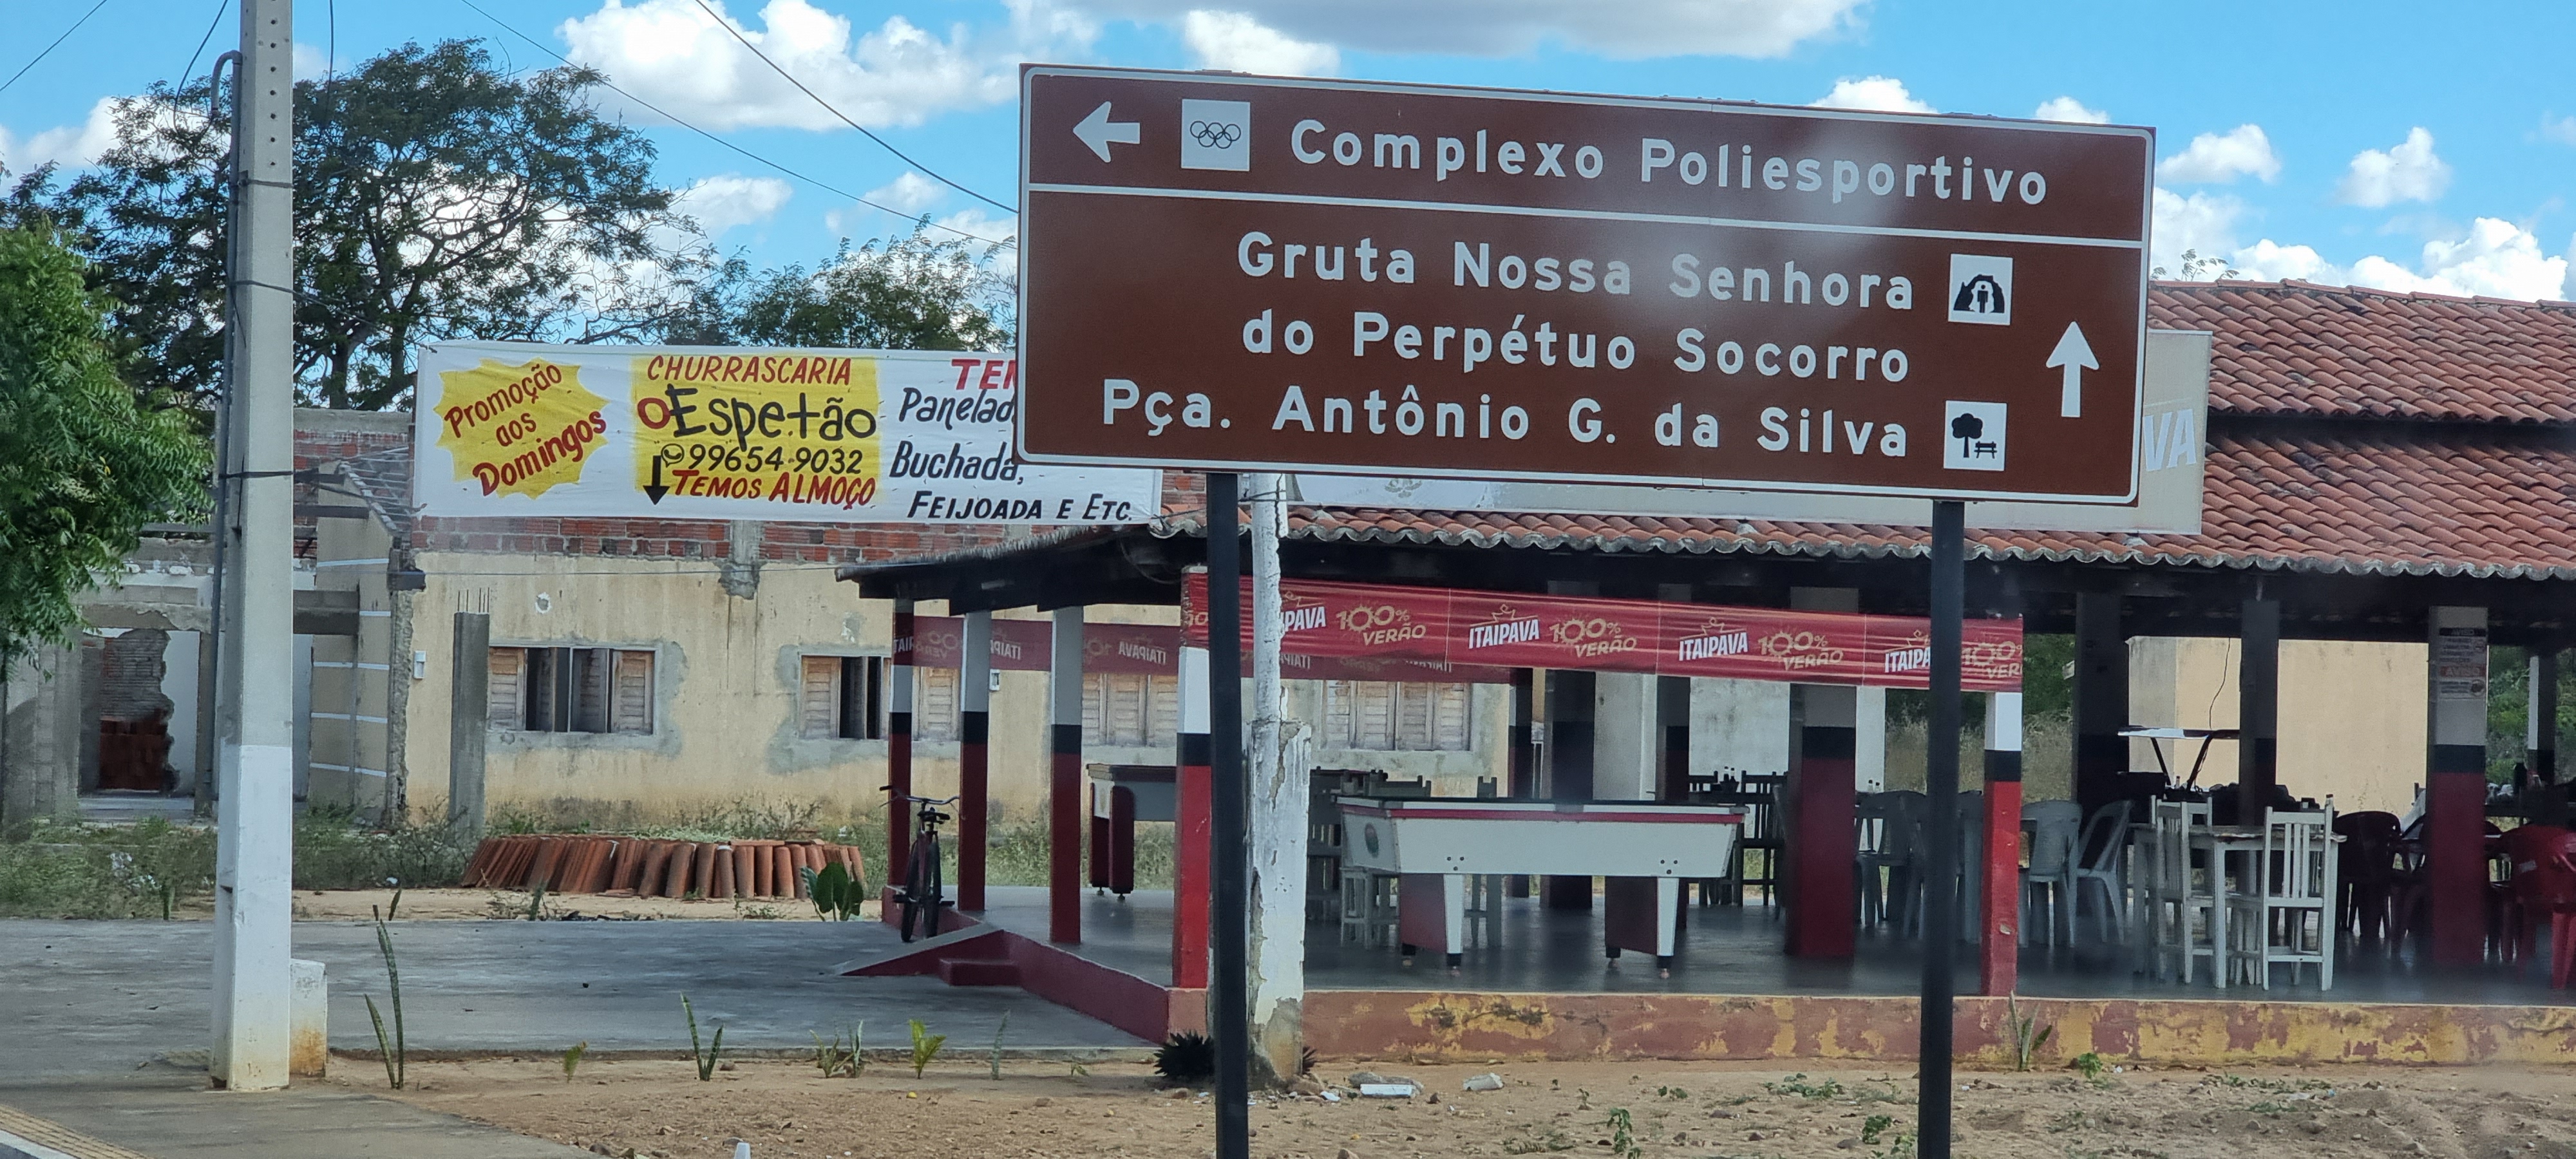 Complexo Poliesportivo
Gruta Nossa Senhora
do Perpétuo Socorro
Pça. Antônio G. da Silva
Promoção
aos
Domingos
CHURRASCARIA
O Espetão
99654-9032
TEMOS ALMOÇO
Buchada,
FEIJOADA E ETC.
100% VERÃO
ITAIPAVA 100% VERÃO
ITAIPAVA 100% VERÃO